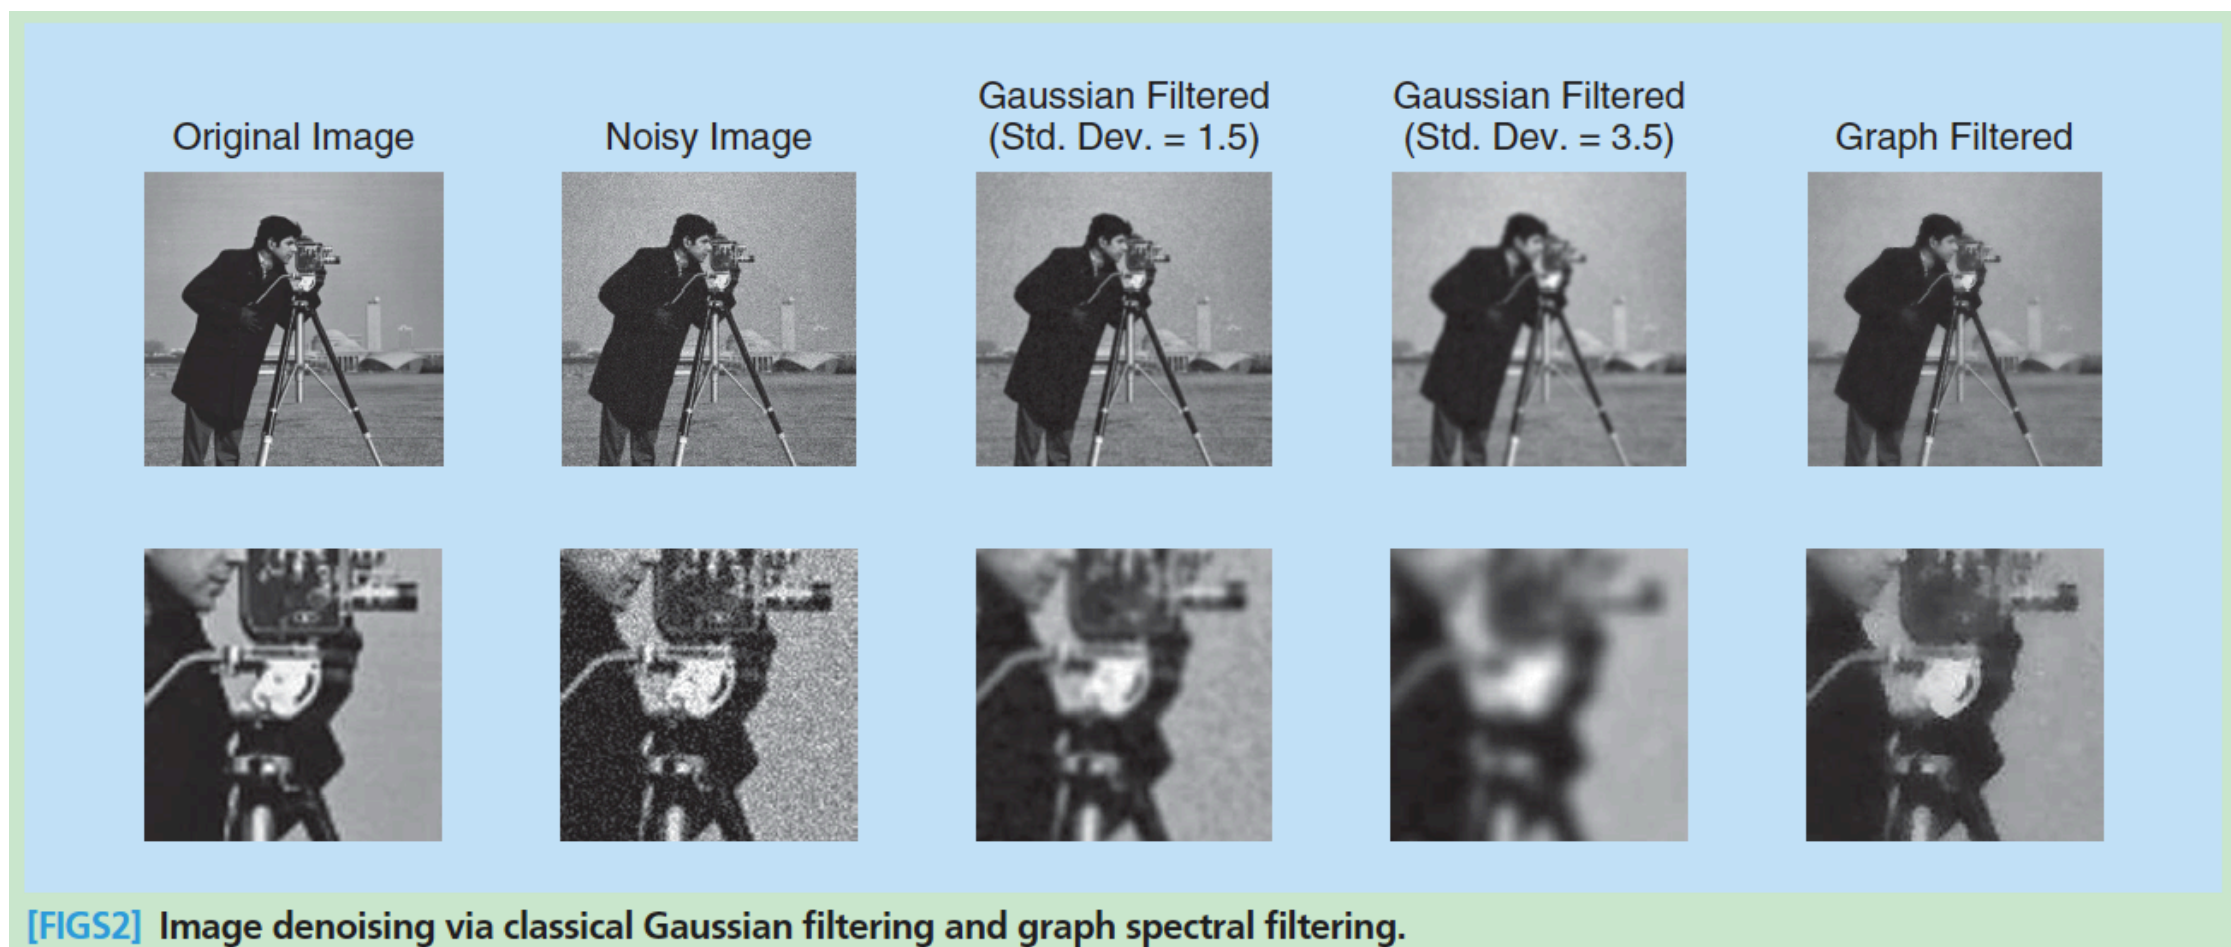 Original Image
Noisy Image
Gaussian Filtered
(Std. Dev. = 1.5)
Gaussian Filtered
(Std. Dev. = 3.5)
Graph Filtered
[FIGS2] Image denoising via classical Gaussian filtering and graph spectral filtering.